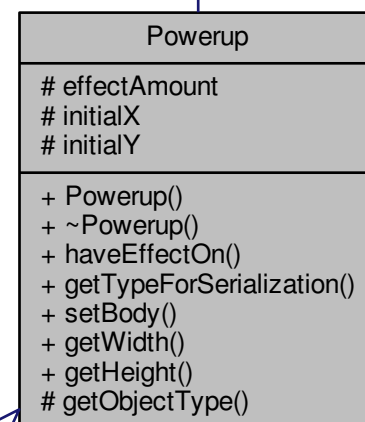 Powerup
# effectAmount
# initialX
# initialY
+ Powerup()
+ ~Powerup()
+ haveEffectOn()
+ getTypeForSerialization()
+ setBody()
+ getWidth()
+ getHeight()
# getObjectType()